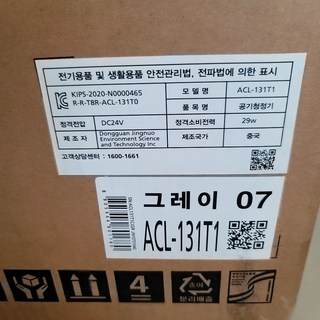 전기용품 및 생활용품 안전관리법, 전파법에 의한 표시
KIPS-2020-N0000465
R-R-TBR-ACL-131T0
모델명 ACL-131T1
품목명 공기청정기
정격전압 DC24V 정격소비전력 29w
제조자 Dongguan Jingnuo Environment Science and Technology Inc 제조국가 중국
고객상담센터: 1600-1661
그레이 07
ACL-131T1
4
종이
분리배출